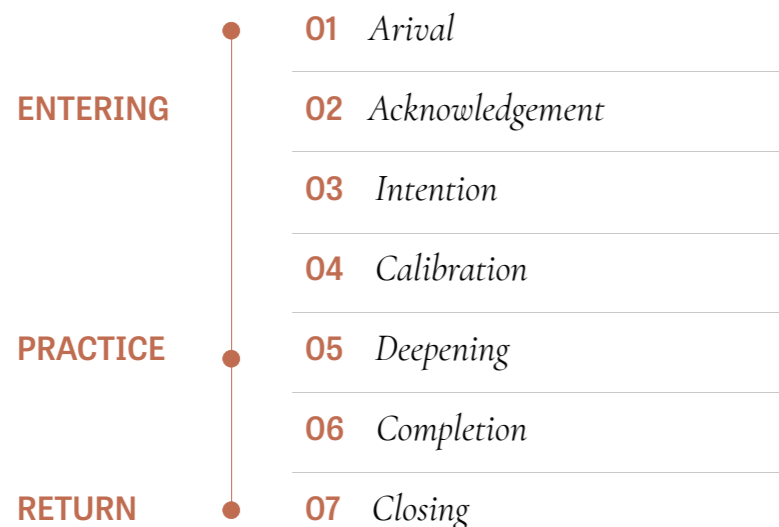 01 Arival
ENTERING 02 Acknowledgement
03 Intention
04 Calibration
PRACTICE 05 Deepening
06 Completion
RETURN 07 Closing